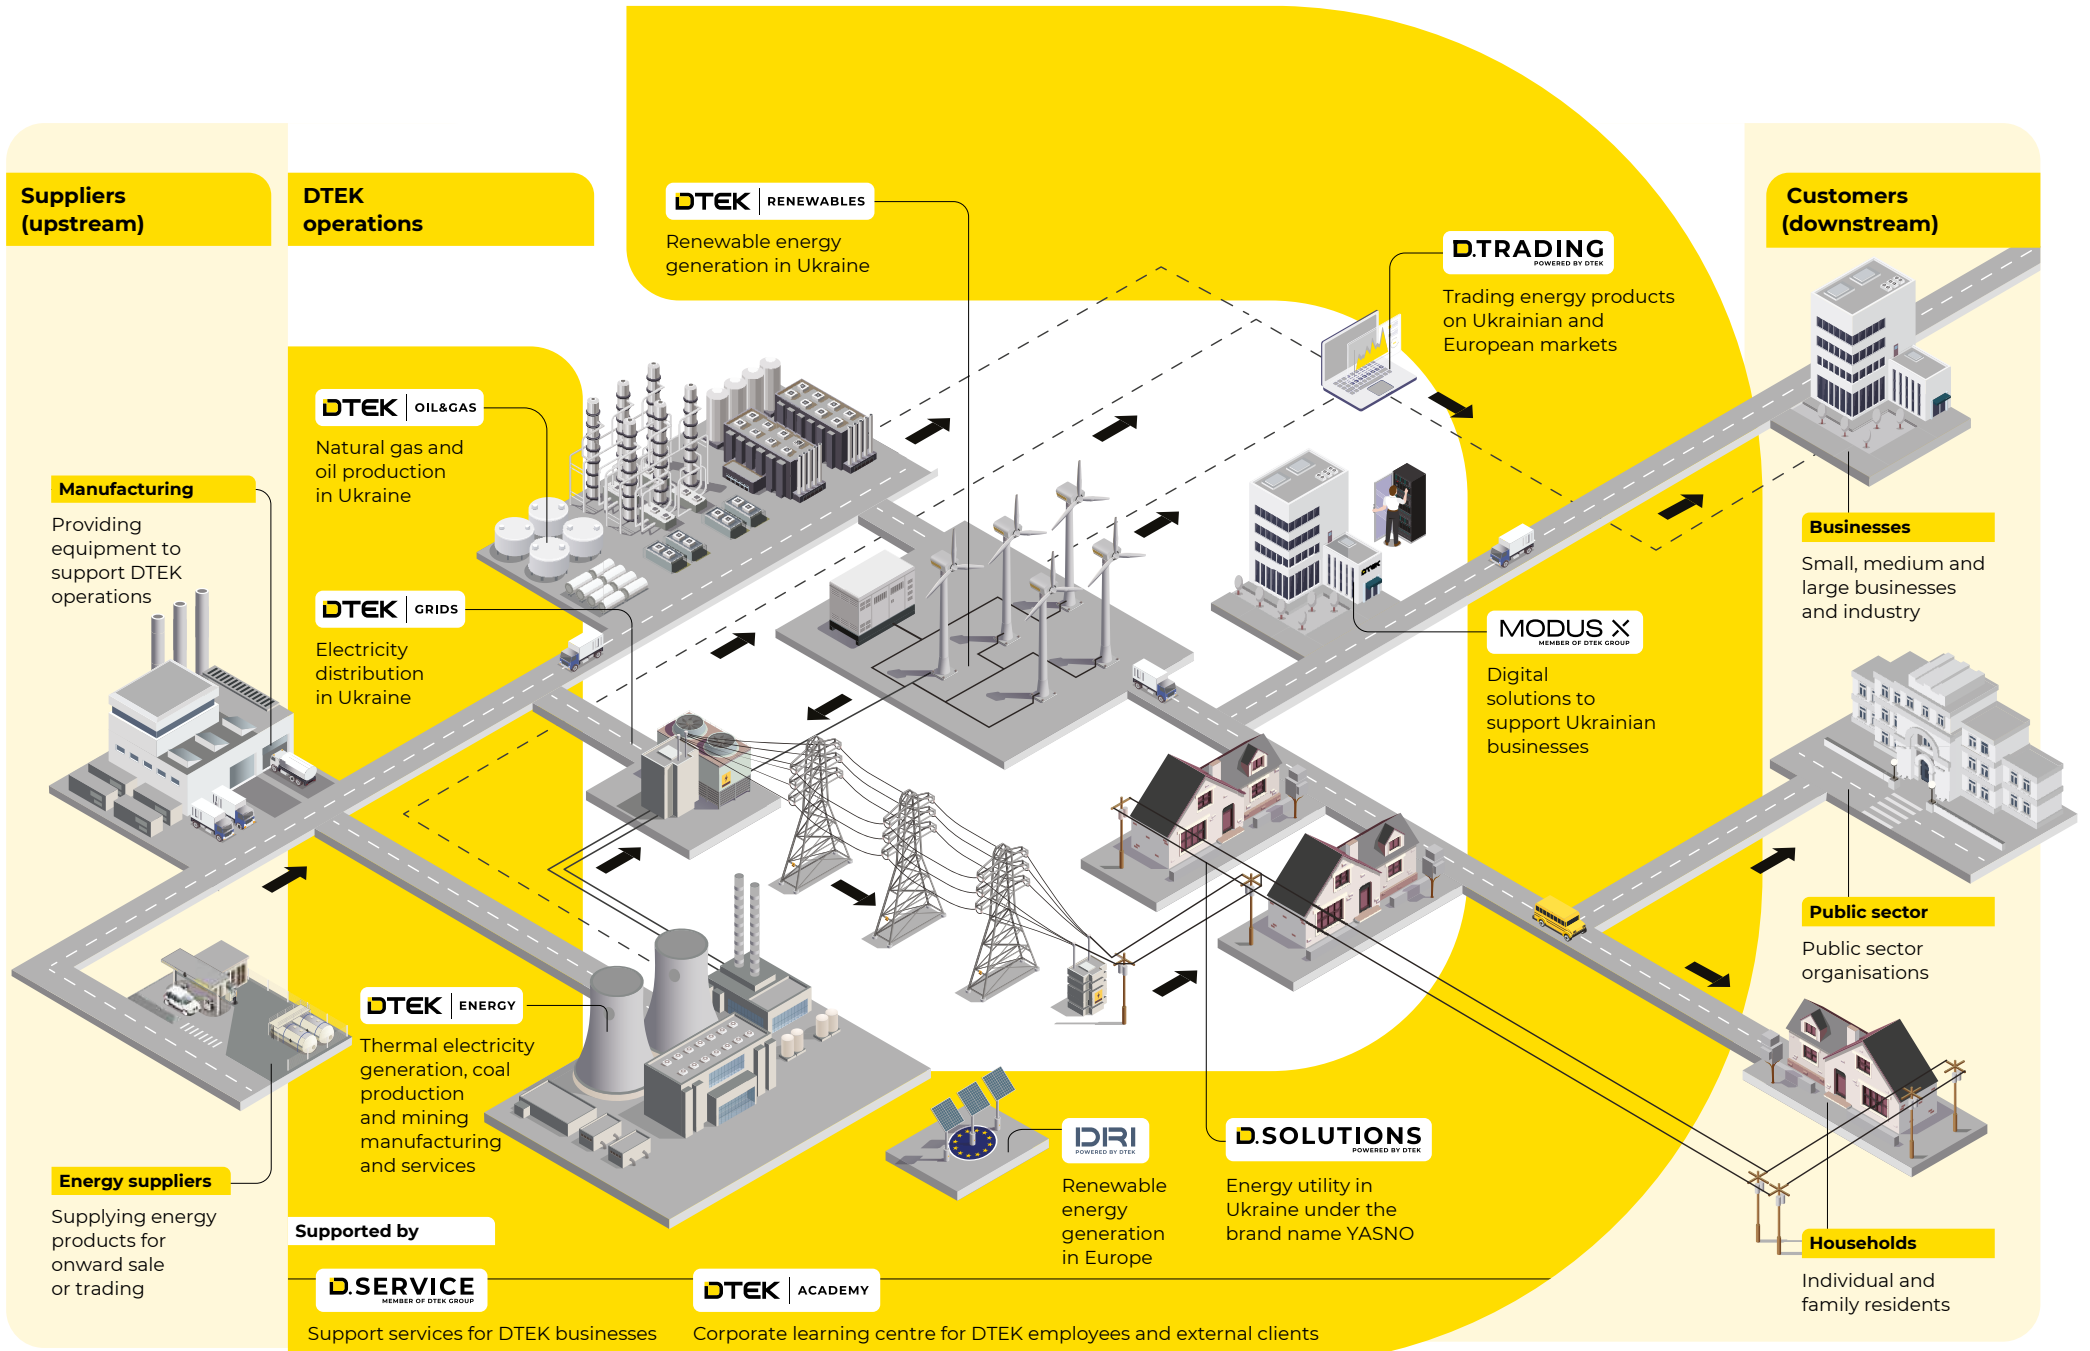 Suppliers
(upstream)
Manufacturing
Providing
equipment to
support DTEK
operations
Energy suppliers
Supplying energy
products for
onward sale
or trading
DTEK
operations
DTEK | OIL&GAS
Natural gas and
oil production
in Ukraine
DTEK | GRIDS
Electricity
distribution
in Ukraine
DTEK | ENERGY
Thermal electricity
generation, coal
production
and mining
manufacturing
and services
DTEK | RENEWABLES
Renewable energy
generation in Ukraine
D.TRADING
POWERED BY DTEK
Trading energy products
on Ukrainian and
European markets
DTEK
MODUS X
MEMBER OF DTEK GROUP
Digital
solutions to
support Ukrainian
businesses
DRI
POWERED BY DTEK
Renewable
energy
generation
in Europe
D.SOLUTIONS
POWERED BY DTEK
Energy utility in
Ukraine under the
brand name YASNO
Supported by
D.SERVICE
MEMBER OF DTEK GROUP
Support services for DTEK businesses
DTEK | ACADEMY
Corporate learning centre for DTEK employees and external clients
Customers
(downstream)
Businesses
Small, medium and
large businesses
and industry
Public sector
Public sector
organisations
Households
Individual and
family residents